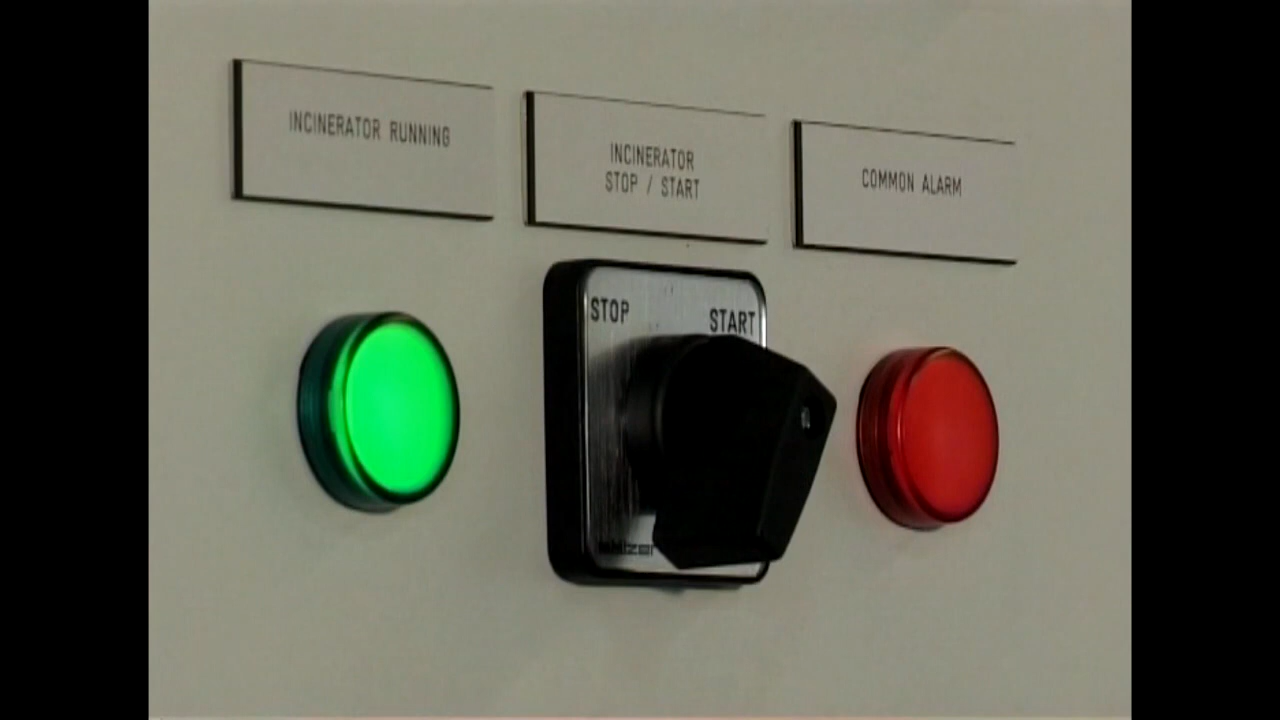 INCINERATOR RUNNING
INCINERATOR
STOP / START
COMMON ALARM
STOP
START